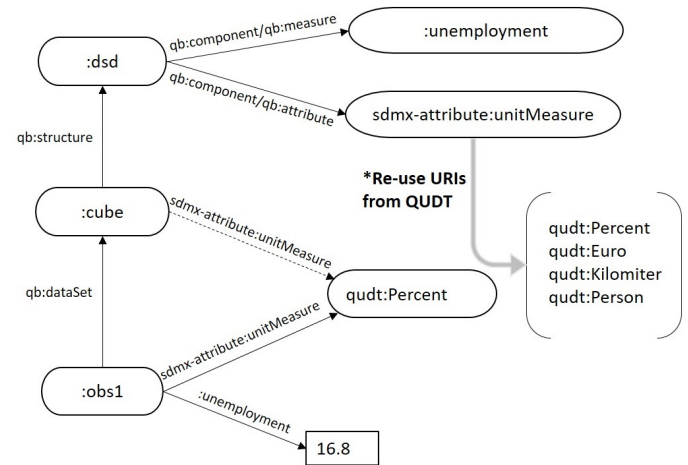 qb:component/qb:measure
:unemployment
:dsd
qb:component/qb:attribute
sdmx-attribute:unitMeasure
qb:structure
*Re-use URIs
from QUDT
:cube
sdmx-attribute:unitMeasure
qudt:Percent
qudt:Euro
qudt:Kilomiter
qudt:Person
qb:dataSet
qudt:Percent
sdmx-attribute:unitMeasure
:obs1
:unemployment
16.8